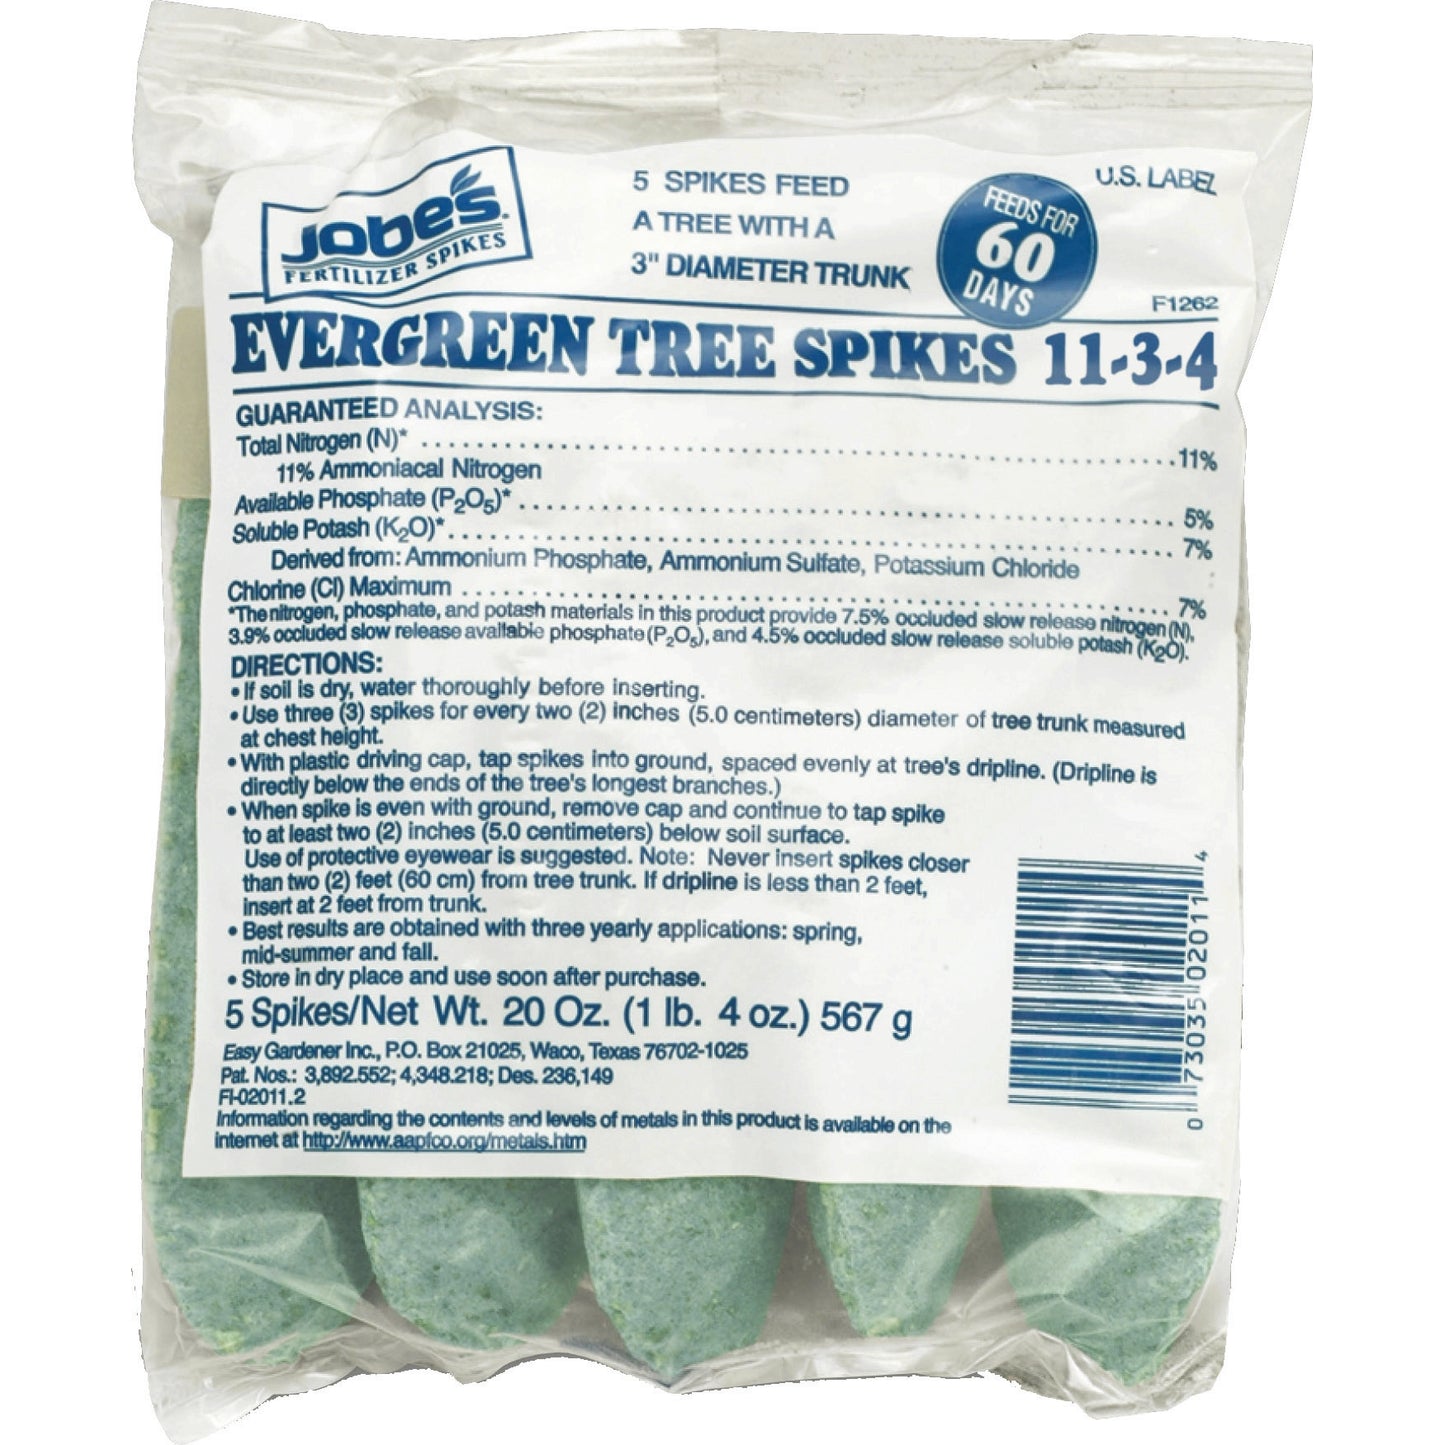 Jobe's®
FERTILIZER SPIKES
5 SPIKES FEED
A TREE WITH A
3" DIAMETER TRUNK
FEEDS FOR
60
DAYS
U.S. LABEL
F1262
EVERGREEN TREE SPIKES 11-3-4
GUARANTEED ANALYSIS:
Total Nitrogen (N)* ........................................ 11%
11% Ammoniacal Nitrogen
Available Phosphate (P₂O₅)* ........................................ 5%
Soluble Potash (K₂O)* ........................................ 7%
Derived from: Ammonium Phosphate, Ammonium Sulfate, Potassium Chloride
Chlorine (Cl) Maximum ........................................ 7%
*The nitrogen, phosphate, and potash materials in this product provide 7.5% occluded slow release nitrogen (N),
3.9% occluded slow release available phosphate (P₂O₅), and 4.5% occluded slow release soluble potash (K₂O).
DIRECTIONS:
• If soil is dry, water thoroughly before inserting.
• Use three (3) spikes for every two (2) inches (5.0 centimeters) diameter of tree trunk measured
at chest height.
• With plastic driving cap, tap spikes into ground, spaced evenly at tree's dripline. (Dripline is
directly below the ends of the tree's longest branches.)
• When spike is even with ground, remove cap and continue to tap spike
to at least two (2) inches (5.0 centimeters) below soil surface.
Use of protective eyewear is suggested. Note: Never insert spikes closer
than two (2) feet (60 cm) from tree trunk. If dripline is less than 2 feet,
insert at 2 feet from trunk.
• Best results are obtained with three yearly applications: spring,
mid-summer and fall.
• Store in dry place and use soon after purchase.
5 Spikes/Net Wt. 20 Oz. (1 lb. 4 oz.) 567 g
Easy Gardener Inc., P.O. Box 21025, Waco, Texas 76702-1025
Pat. Nos.: 3,892.552; 4,348.218; Des. 236,149
FI-02011.2
Information regarding the contents and levels of metals in this product is available on the
internet at http://www.aapfco.org/metals.htm
0 73035 02011 4